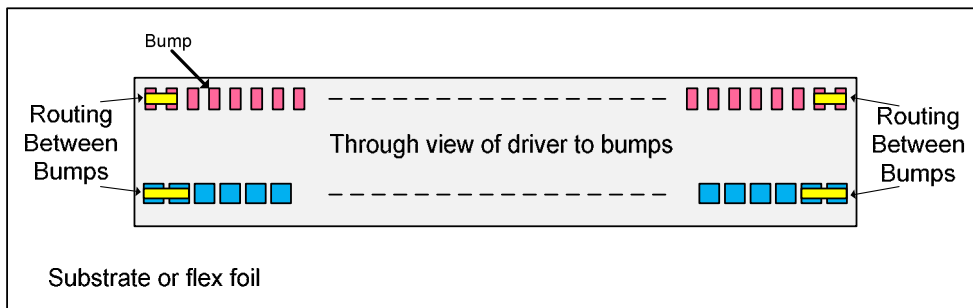 Bump
Routing
Between
Bumps
Through view of driver to bumps
Routing
Between
Bumps
Substrate or flex foil